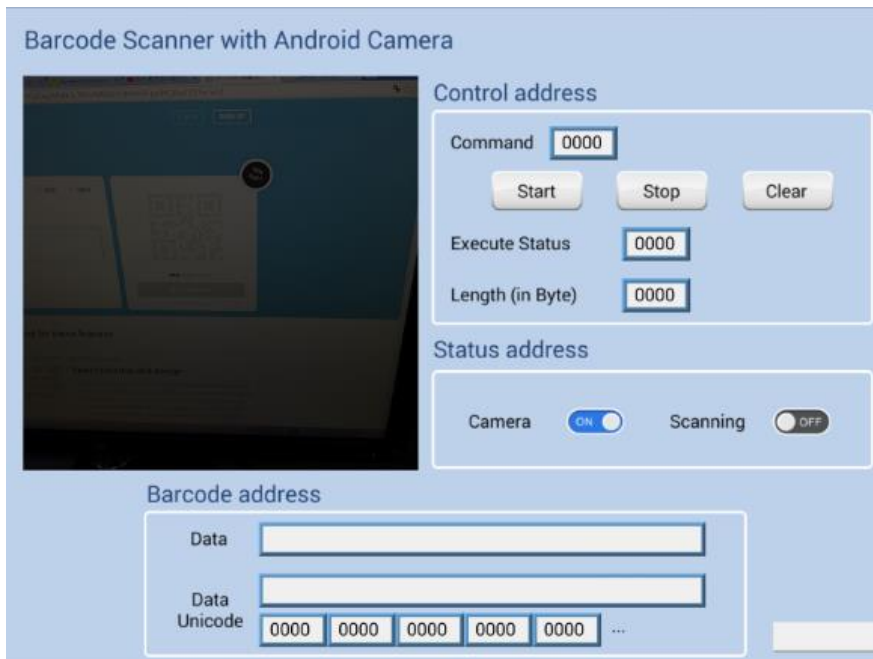 Barcode Scanner with Android Camera
Control address
Command 0000
Start Stop Clear
Execute Status 0000
Length (in Byte) 0000
Status address
Camera ON Scanning OFF
Barcode address
Data
Data
Unicode
0000 0000 0000 0000 0000 ...